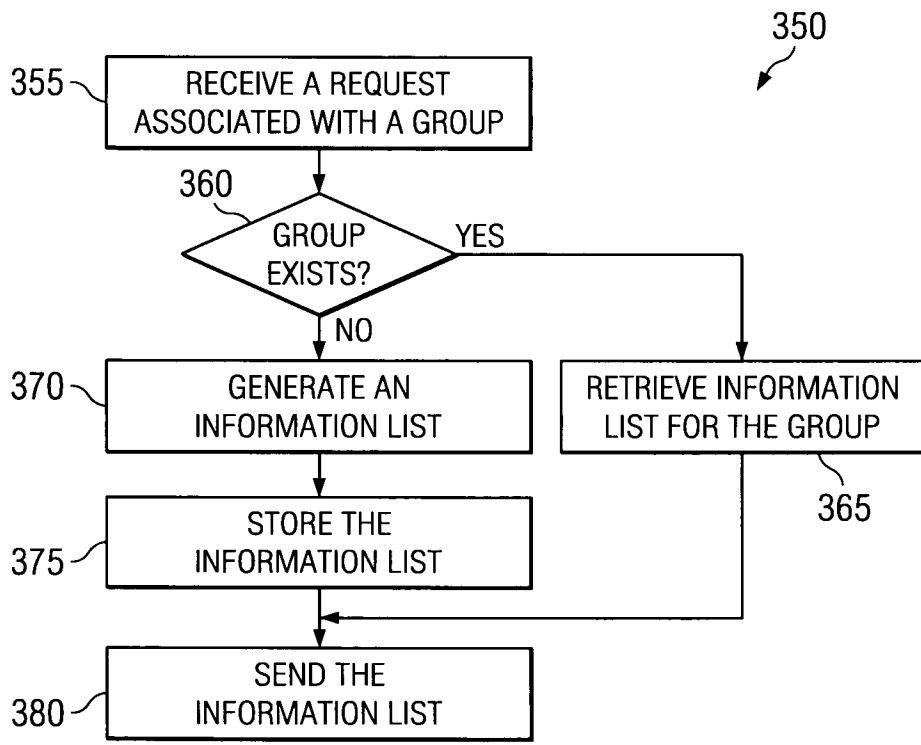 350
355
RECEIVE A REQUEST
ASSOCIATED WITH A GROUP
360
GROUP
EXISTS?
YES
NO
370
GENERATE AN
INFORMATION LIST
RETRIEVE INFORMATION
LIST FOR THE GROUP
365
375
STORE THE
INFORMATION LIST
380
SEND THE
INFORMATION LIST